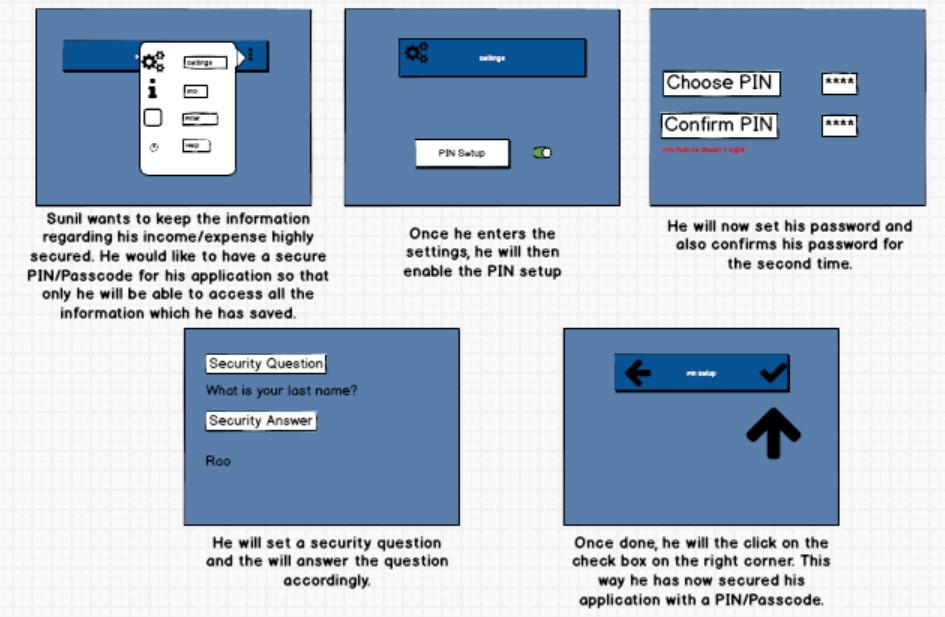 settings
info
Help
Sunil wants to keep the information
regarding his income/expense highly
secured. He would like to have a secure
PIN/Passcode for his application so that
only he will be able to access all the
information which he has saved.
settings
PIN Setup
Once he enters the
settings, he will then
enable the PIN setup
Choose PIN ****
Confirm PIN ****
PIN must be atleast 4 digits
He will now set his password and
also confirms his password for
the second time.
Security Question
What is your last name?
Security Answer
Rao
He will set a security question
and the will answer the question
accordingly.
PIN Setup
Once done, he will the click on the
check box on the right corner. This
way he has now secured his
application with a PIN/Passcode.